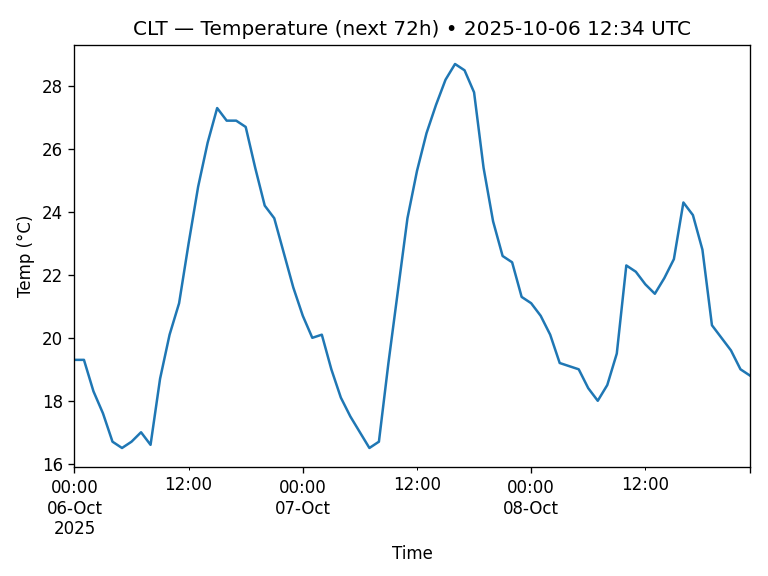 CLT — Temperature (next 72h) • 2025-10-06 12:34 UTC
28
26
24
22
20
18
16
Temp (°C)
00:00 12:00 00:00 12:00 00:00 12:00
06-Oct 07-Oct 08-Oct
2025
Time